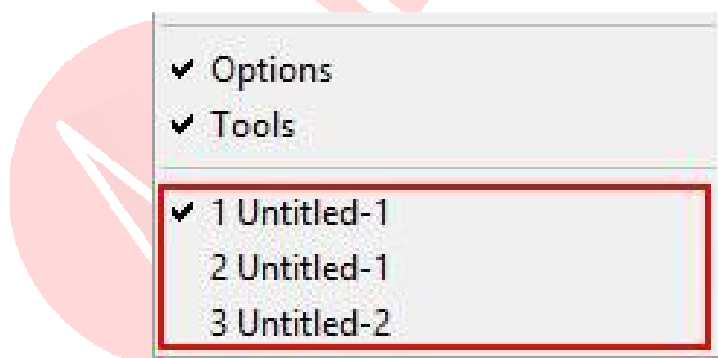 Options
Tools
1 Untitled-1
2 Untitled-1
3 Untitled-2